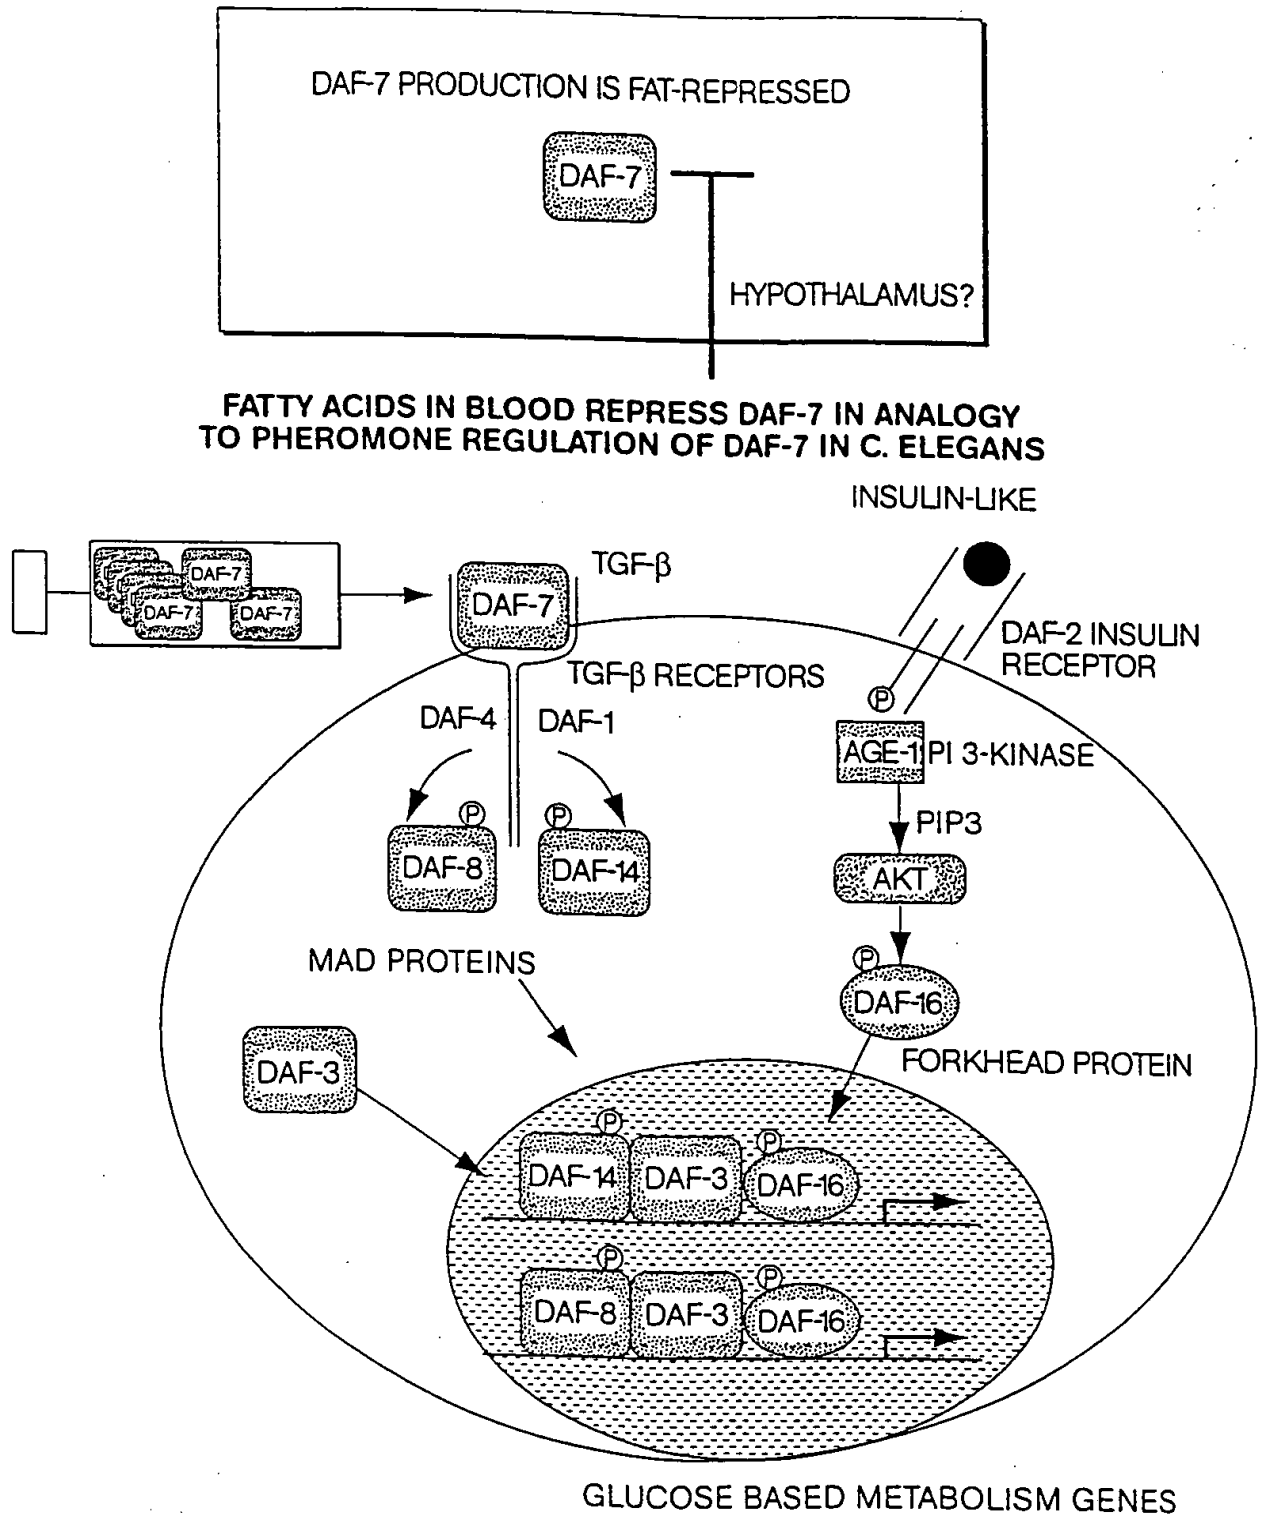 DAF-7 PRODUCTION IS FAT-REPRESSED
DAF-7
HYPOTHALAMUS?
FATTY ACIDS IN BLOOD REPRESS DAF-7 IN ANALOGY
TO PHEROMONE REGULATION OF DAF-7 IN C. ELEGANS
INSULIN-LIKE
DAF-7
DAF-7
DAF-7
DAF-7
TGF-β
DAF-2 INSULIN
RECEPTOR
TGF-β RECEPTORS
DAF-4
DAF-1
P
AGE-1
PI 3-KINASE
PIP3
P
P
DAF-8
DAF-14
AKT
MAD PROTEINS
P
DAF-16
FORKHEAD PROTEIN
DAF-3
P
P
DAF-14
DAF-3
DAF-16
P
P
DAF-8
DAF-3
DAF-16
GLUCOSE BASED METABOLISM GENES